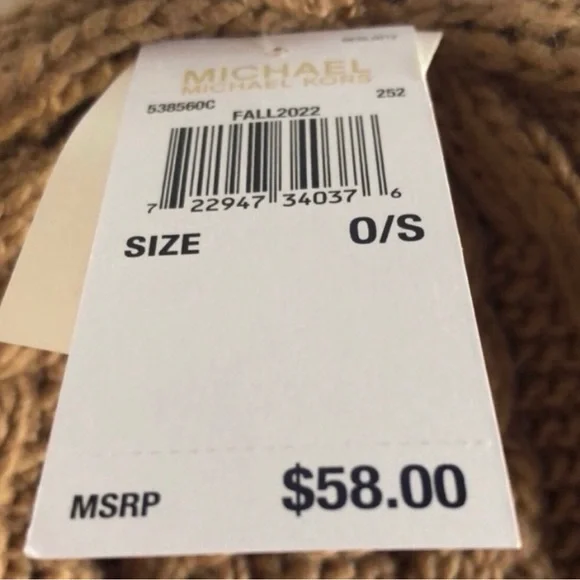 MICHAEL
MICHAEL KORS
538560C 252
FALL2022
7 22947 34037 6
SIZE O/S
MSRP $58.00